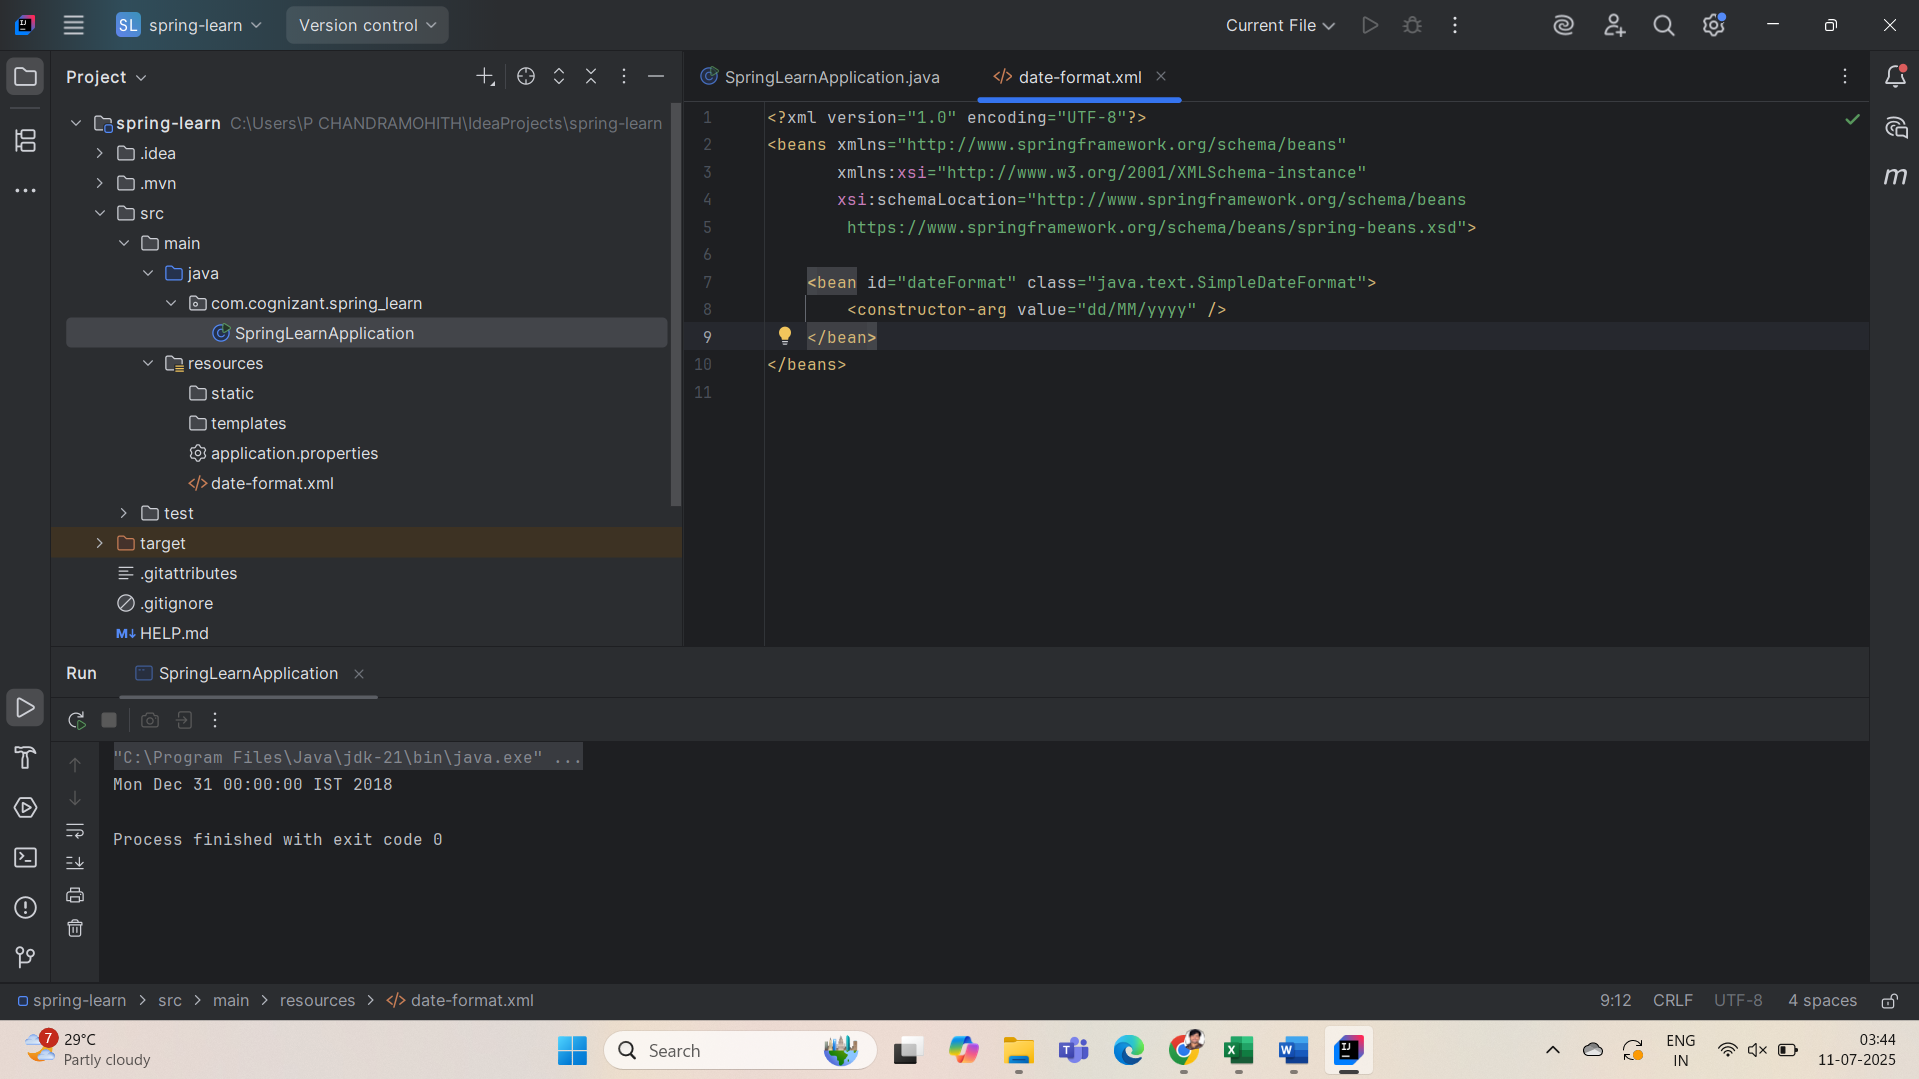 SL spring-learn Version control Current File
Project
spring-learn C:\Users\P CHANDRAMOHITH\IdeaProjects\spring-learn
.idea
.mvn
src
main
java
com.cognizant.spring_learn
SpringLearnApplication
resources
static
templates
application.properties
date-format.xml
test
target
.gitattributes
.gitignore
M↓ HELP.md
SpringLearnApplication.java date-format.xml
1 <?xml version="1.0" encoding="UTF-8"?>
2 <beans xmlns="http://www.springframework.org/schema/beans"
3 xmlns:xsi="http://www.w3.org/2001/XMLSchema-instance"
4 xsi:schemaLocation="http://www.springframework.org/schema/beans
5 https://www.springframework.org/schema/beans/spring-beans.xsd">
6
7 <bean id="dateFormat" class="java.text.SimpleDateFormat">
8 <constructor-arg value="dd/MM/yyyy" />
9 </bean>
10 </beans>
11
m
Run SpringLearnApplication
"C:\Program Files\Java\jdk-21\bin\java.exe" ...
Mon Dec 31 00:00:00 IST 2018
Process finished with exit code 0
spring-learn > src > main > resources > </> date-format.xml 9:12 CRLF UTF-8 4 spaces
7 29°C
Partly cloudy
Search
ENG
IN
03:44
11-07-2025